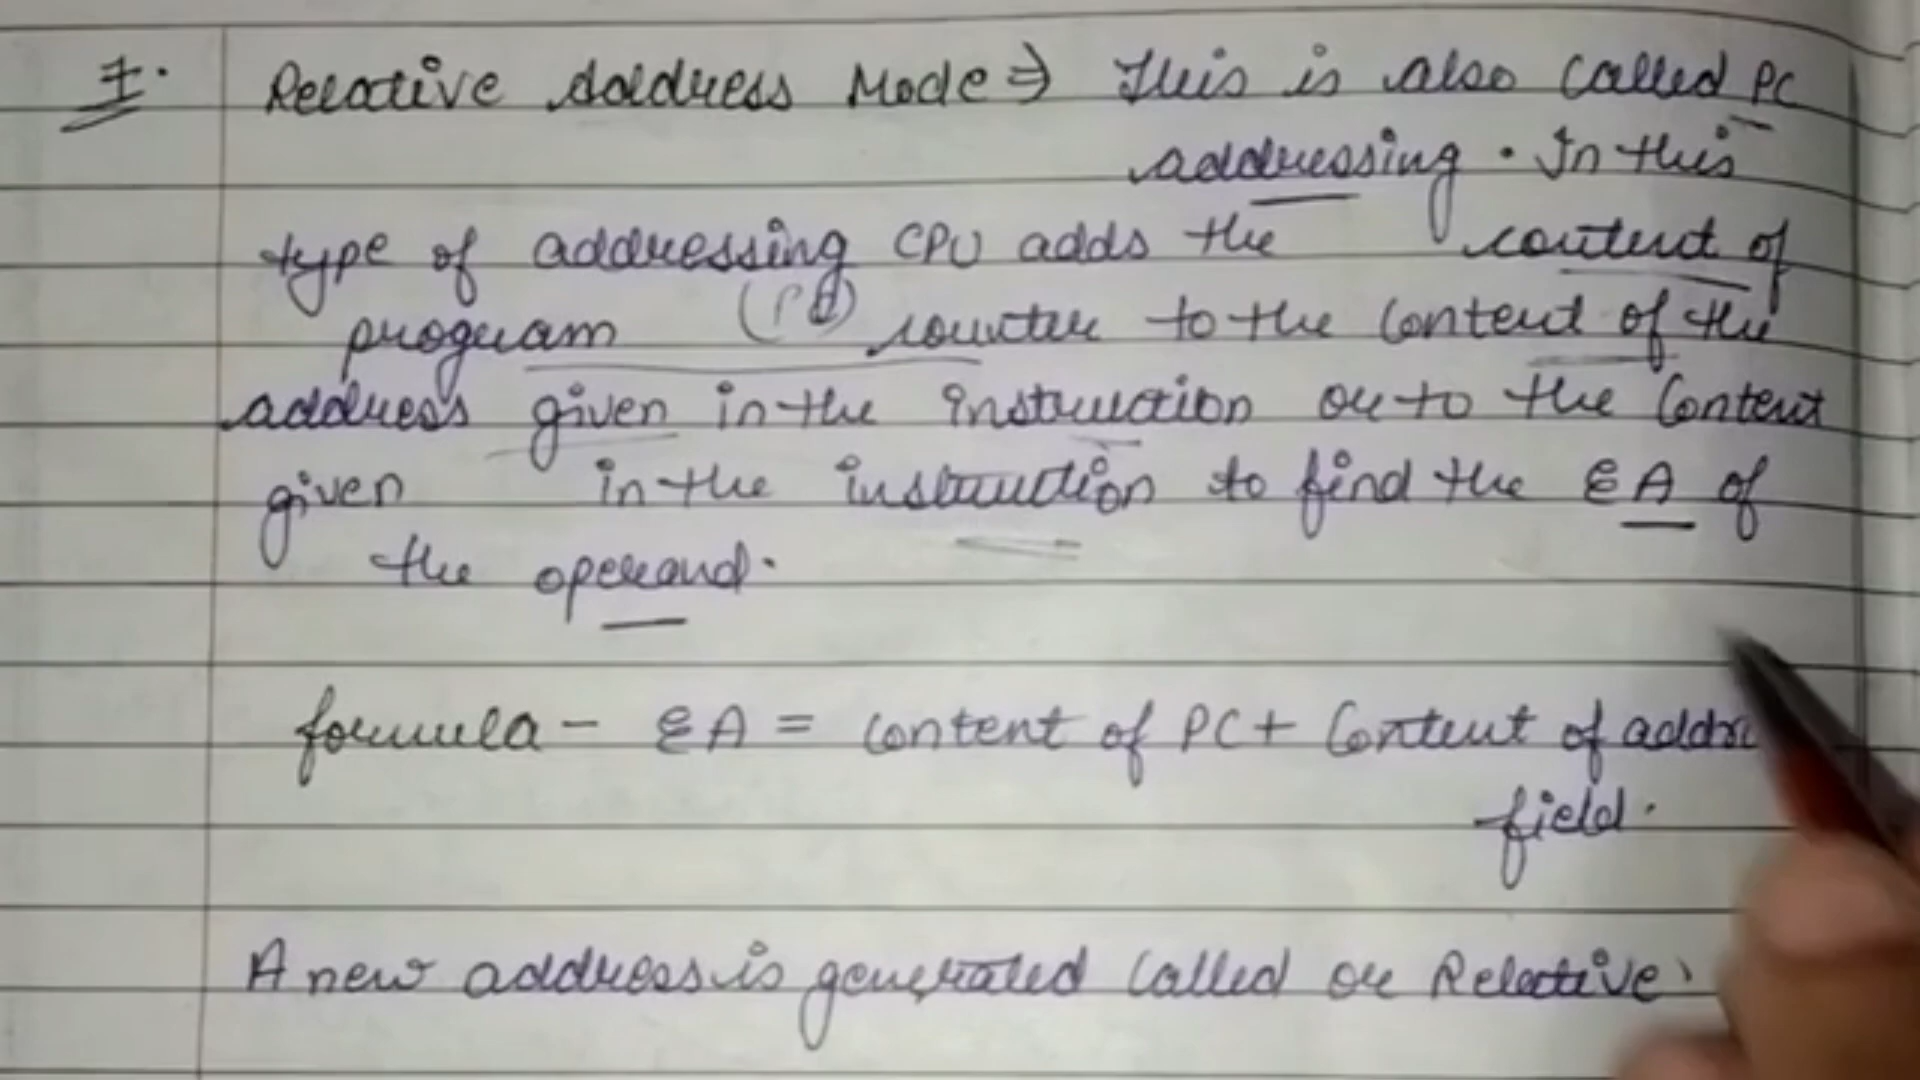 7. Relative Address Mode ⇒ This is also called PC
addressing. In this
type of addressing CPU adds the content of
program (PC) counter to the content of the
address given in the instruction or to the content
given in the instruction to find the EA of
the operand.
formula - EA = content of PC + Content of addr
field.
A new address is generated called or Relative